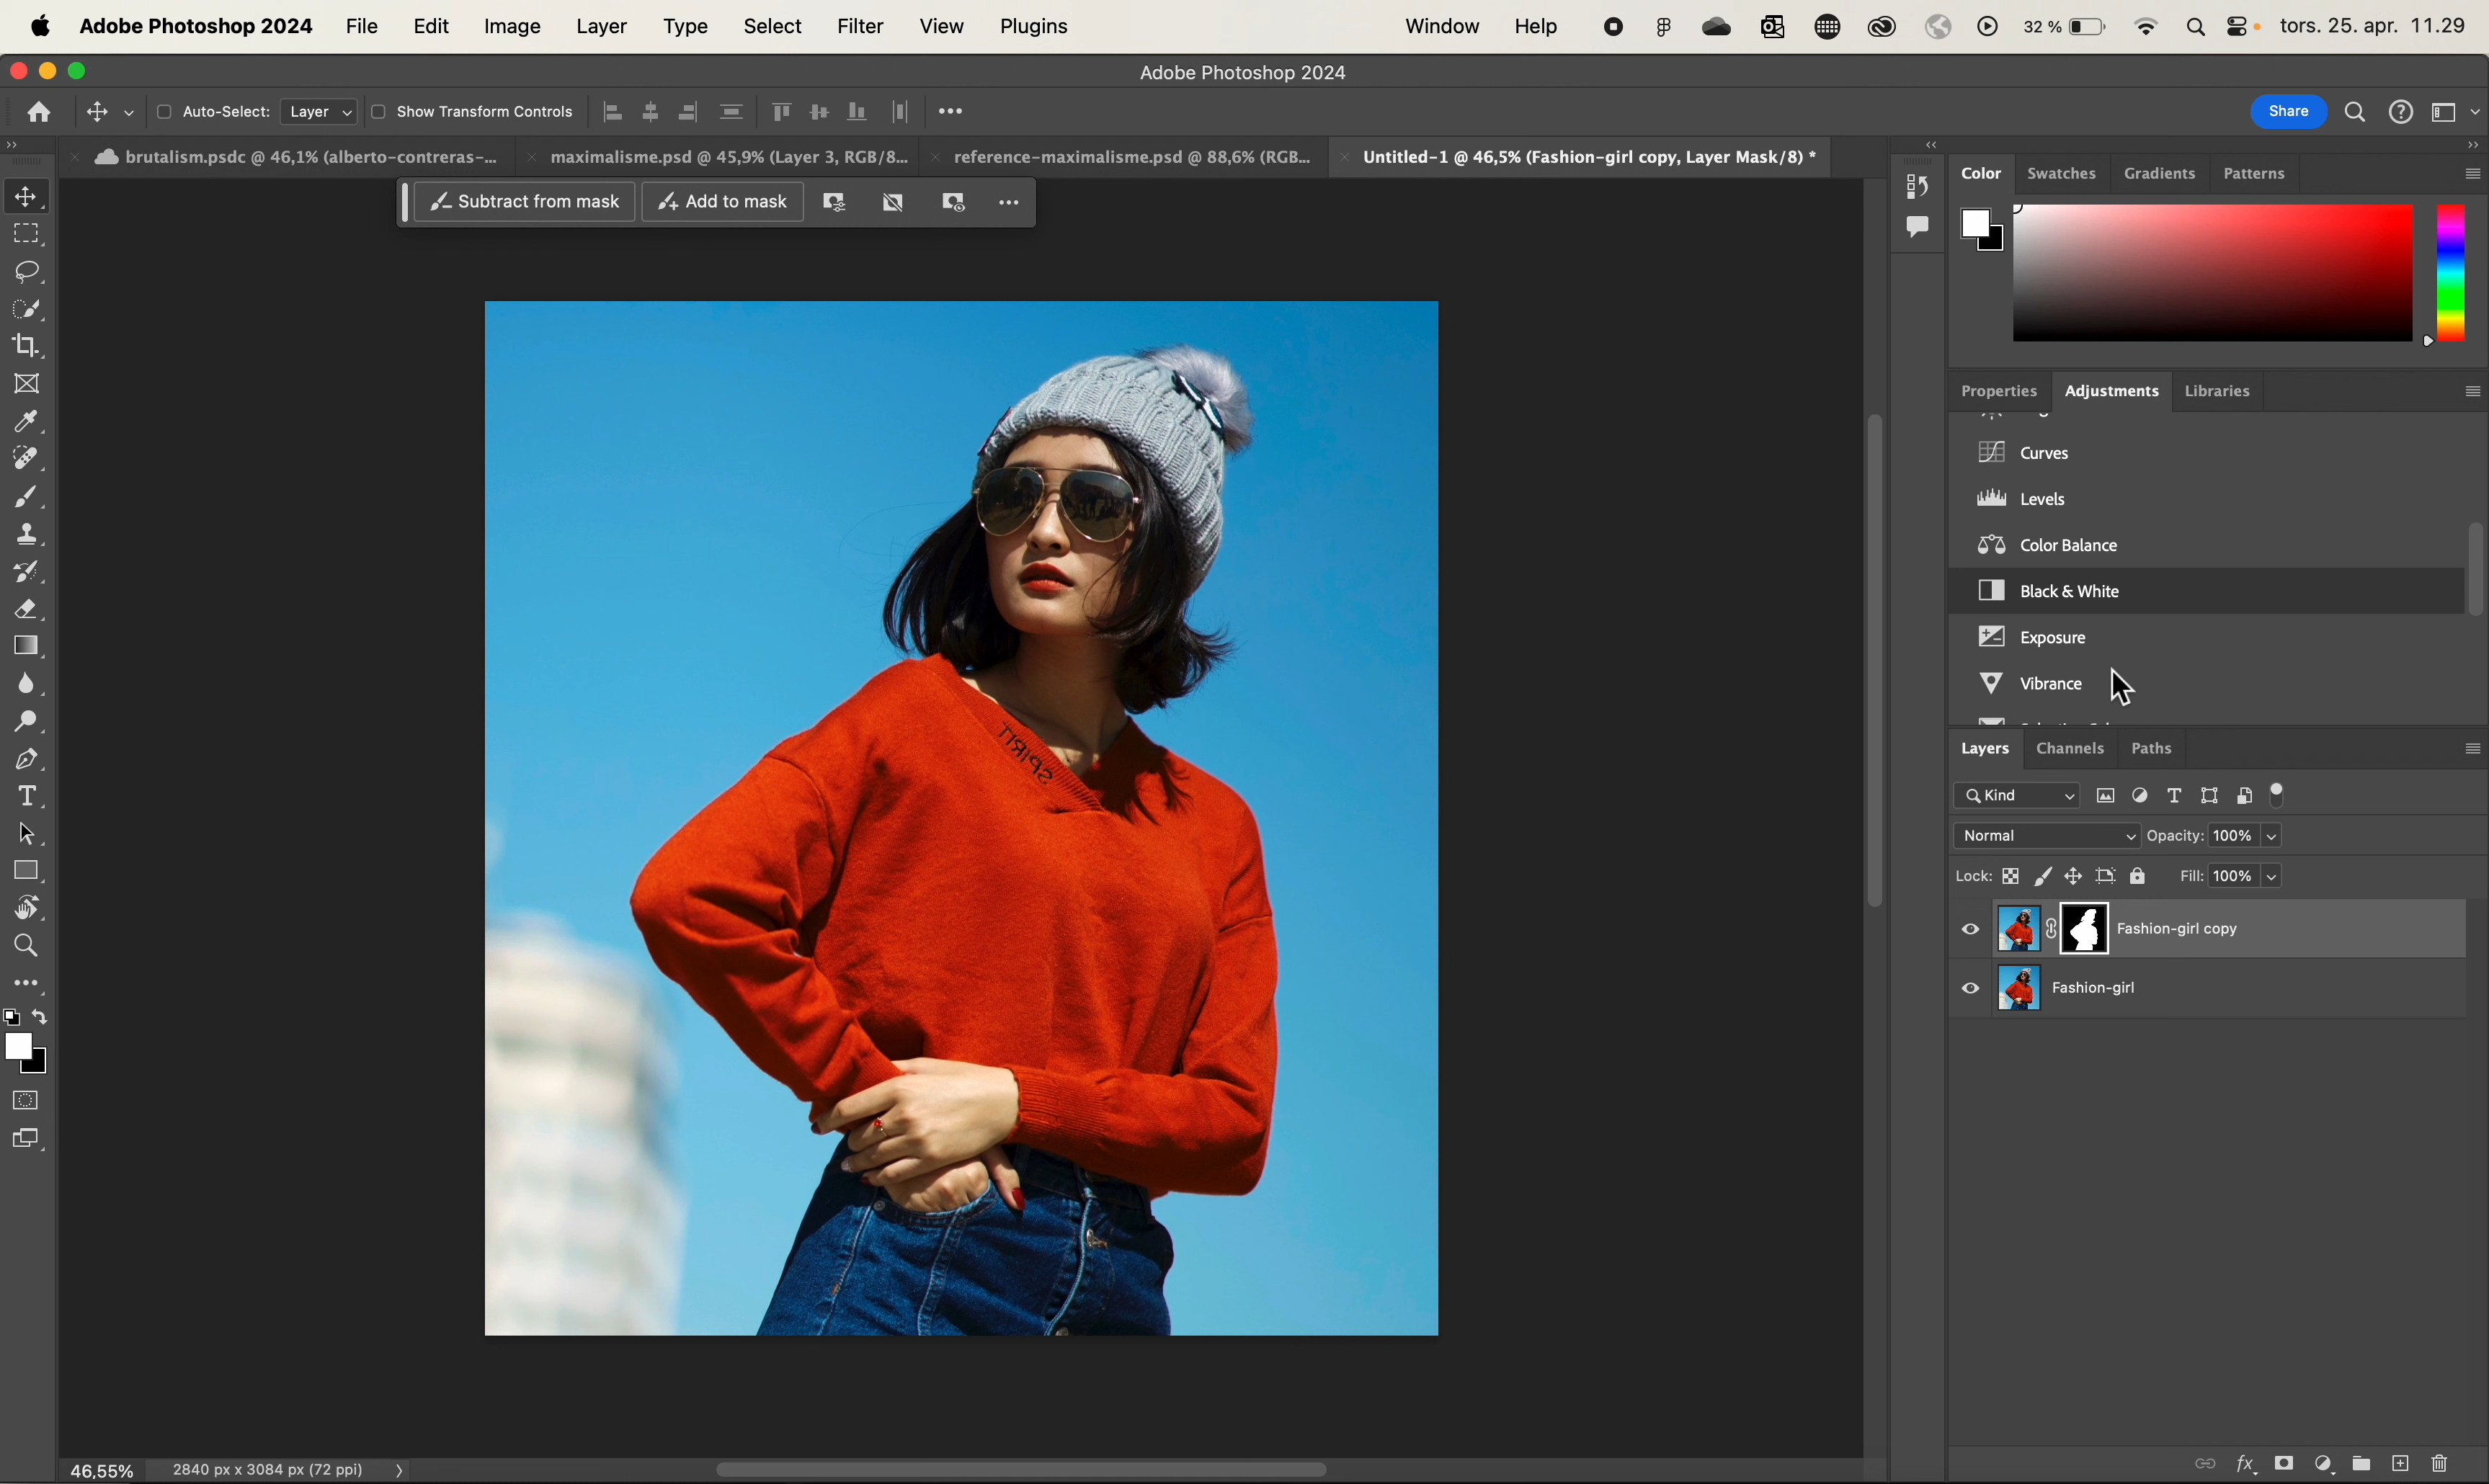 Adobe Photoshop 2024 File Edit Image Layer Type Select Filter View Plugins Window Help 32 % tors. 25. apr. 11.29
Adobe Photoshop 2024
Auto-Select: Layer Show Transform Controls Share
brutalism.psdc @ 46,1% (alberto-contreras-... maximalisme.psd @ 45,9% (Layer 3, RGB/8... reference-maximalisme.psd @ 88,6% (RGB... Untitled-1 @ 46,5% (Fashion-girl copy, Layer Mask/8) *
Subtract from mask Add to mask
SPIRIT
46,55% 2840 px x 3084 px (72 ppi)
Color Swatches Gradients Patterns
Properties Adjustments Libraries
Curves
Levels
Color Balance
Black & White
Exposure
Vibrance
Layers Channels Paths
Kind
Normal Opacity: 100%
Lock: Fill: 100%
Fashion-girl copy
Fashion-girl